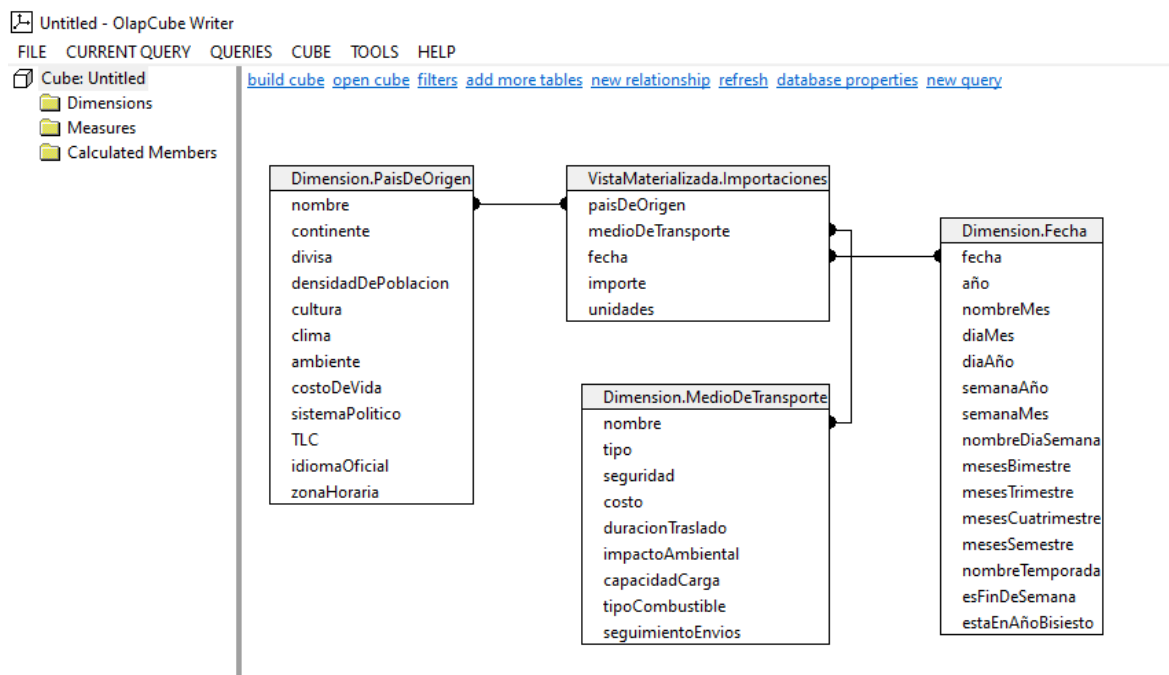 Untitled - OlapCube Writer
FILE CURRENT QUERY QUERIES CUBE TOOLS HELP
Cube: Untitled
Dimensions
Measures
Calculated Members
build cube open cube filters add more tables new relationship refresh database properties new query
Dimension.PaisDeOrigen
nombre
continente
divisa
densidadDePoblacion
cultura
clima
ambiente
costoDeVida
sistemaPolitico
TLC
idiomaOficial
zonaHoraria
VistaMaterializada.Importaciones
paisDeOrigen
medioDeTransporte
fecha
importe
unidades
Dimension.MedioDeTransporte
nombre
tipo
seguridad
costo
duracionTraslado
impactoAmbiental
capacidadCarga
tipoCombustible
seguimientoEnvios
Dimension.Fecha
fecha
año
nombreMes
diaMes
diaAño
semanaAño
semanaMes
nombreDiaSemana
mesesBimestre
mesesTrimestre
mesesCuatrimestre
mesesSemestre
nombreTemporada
esFinDeSemana
estaEnAñoBisiesto